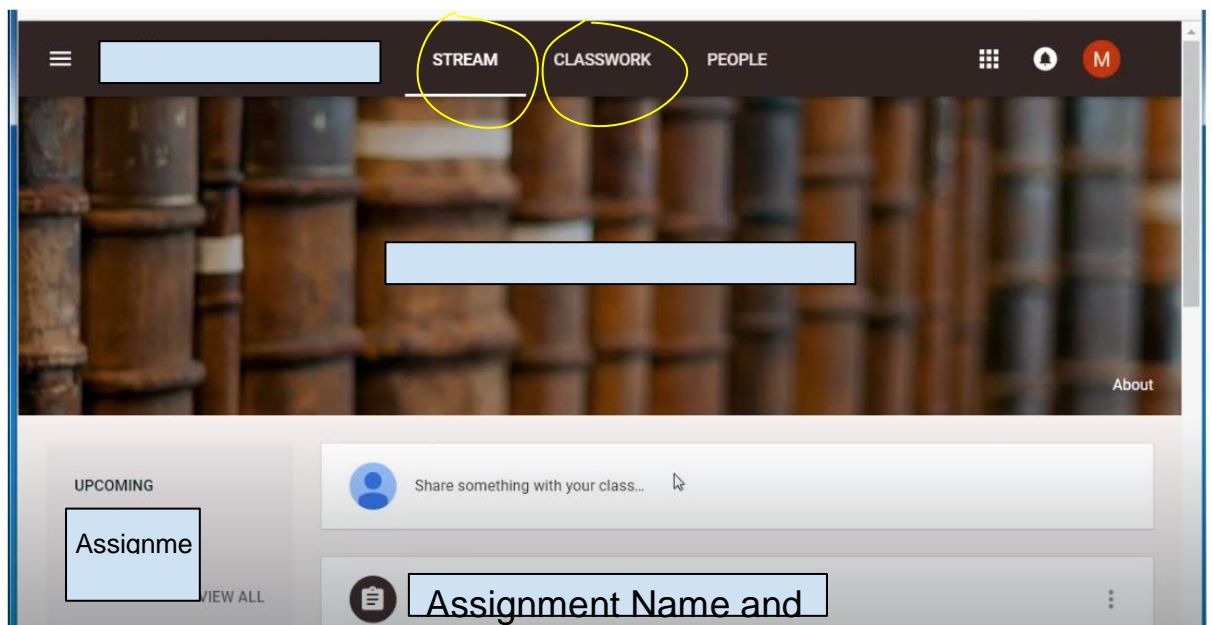 STREAM CLASSWORK PEOPLE M
About
UPCOMING
Share something with your class...
Assignme
VIEW ALL
Assignment Name and